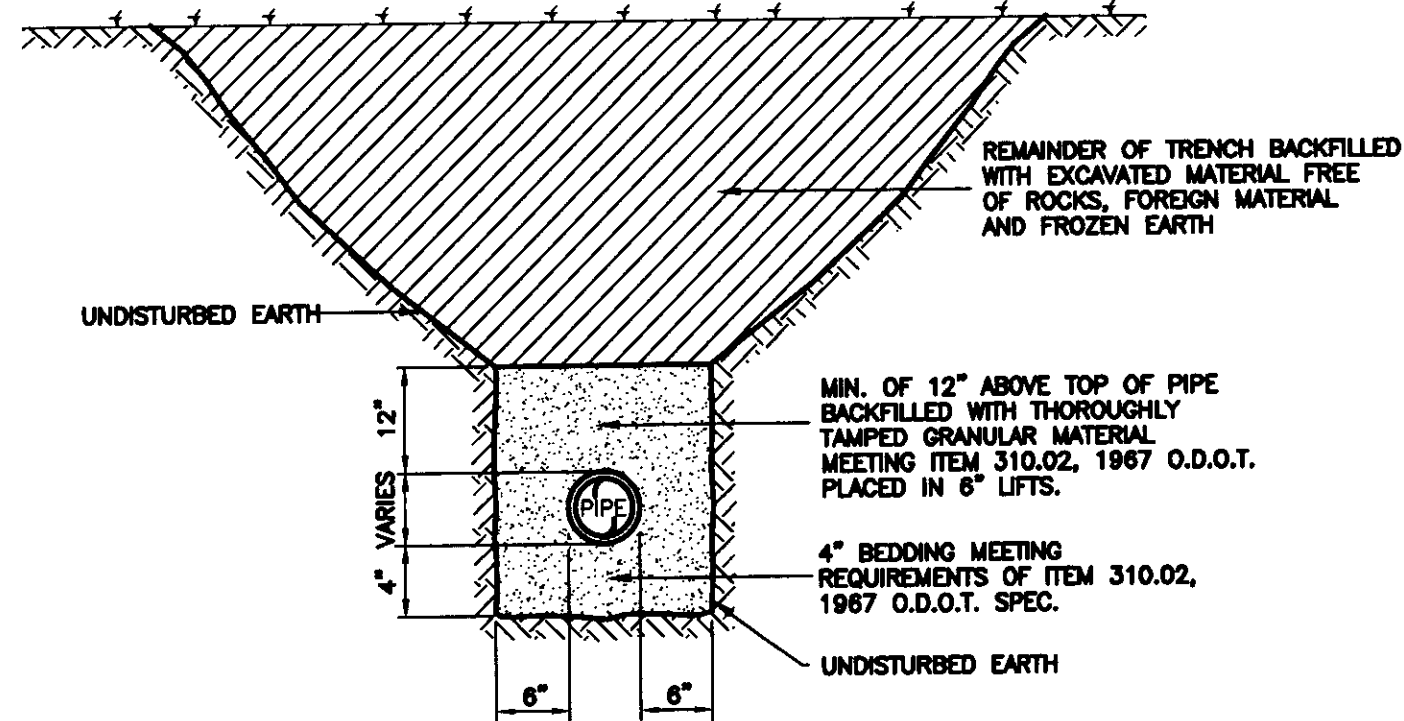 REMAINDER OF TRENCH BACKFILLED
WITH EXCAVATED MATERIAL FREE
OF ROCKS, FOREIGN MATERIAL
AND FROZEN EARTH
UNDISTURBED EARTH
MIN. OF 12" ABOVE TOP OF PIPE
BACKFILLED WITH THOROUGHLY
TAMPED GRANULAR MATERIAL
MEETING ITEM 310.02, 1967 O.D.O.T.
PLACED IN 6" LIFTS.
12"
VARIES
4"
PIPE
4" BEDDING MEETING
REQUIREMENTS OF ITEM 310.02,
1967 O.D.O.T. SPEC.
UNDISTURBED EARTH
6"
6"